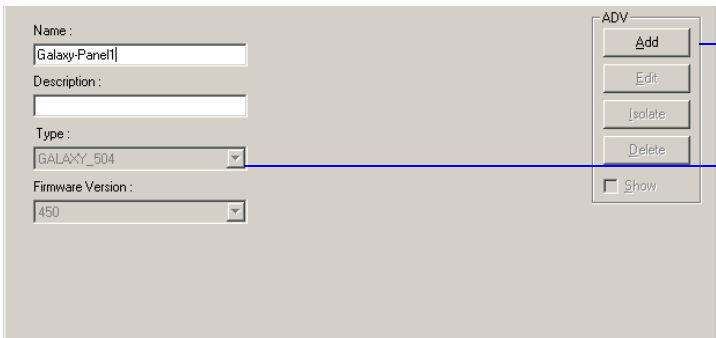 Name :
Galaxy-Panel1
Description :
Type :
GALAXY_504
Firmware Version :
450
ADV
Add
Edit
Isolate
Delete
Show